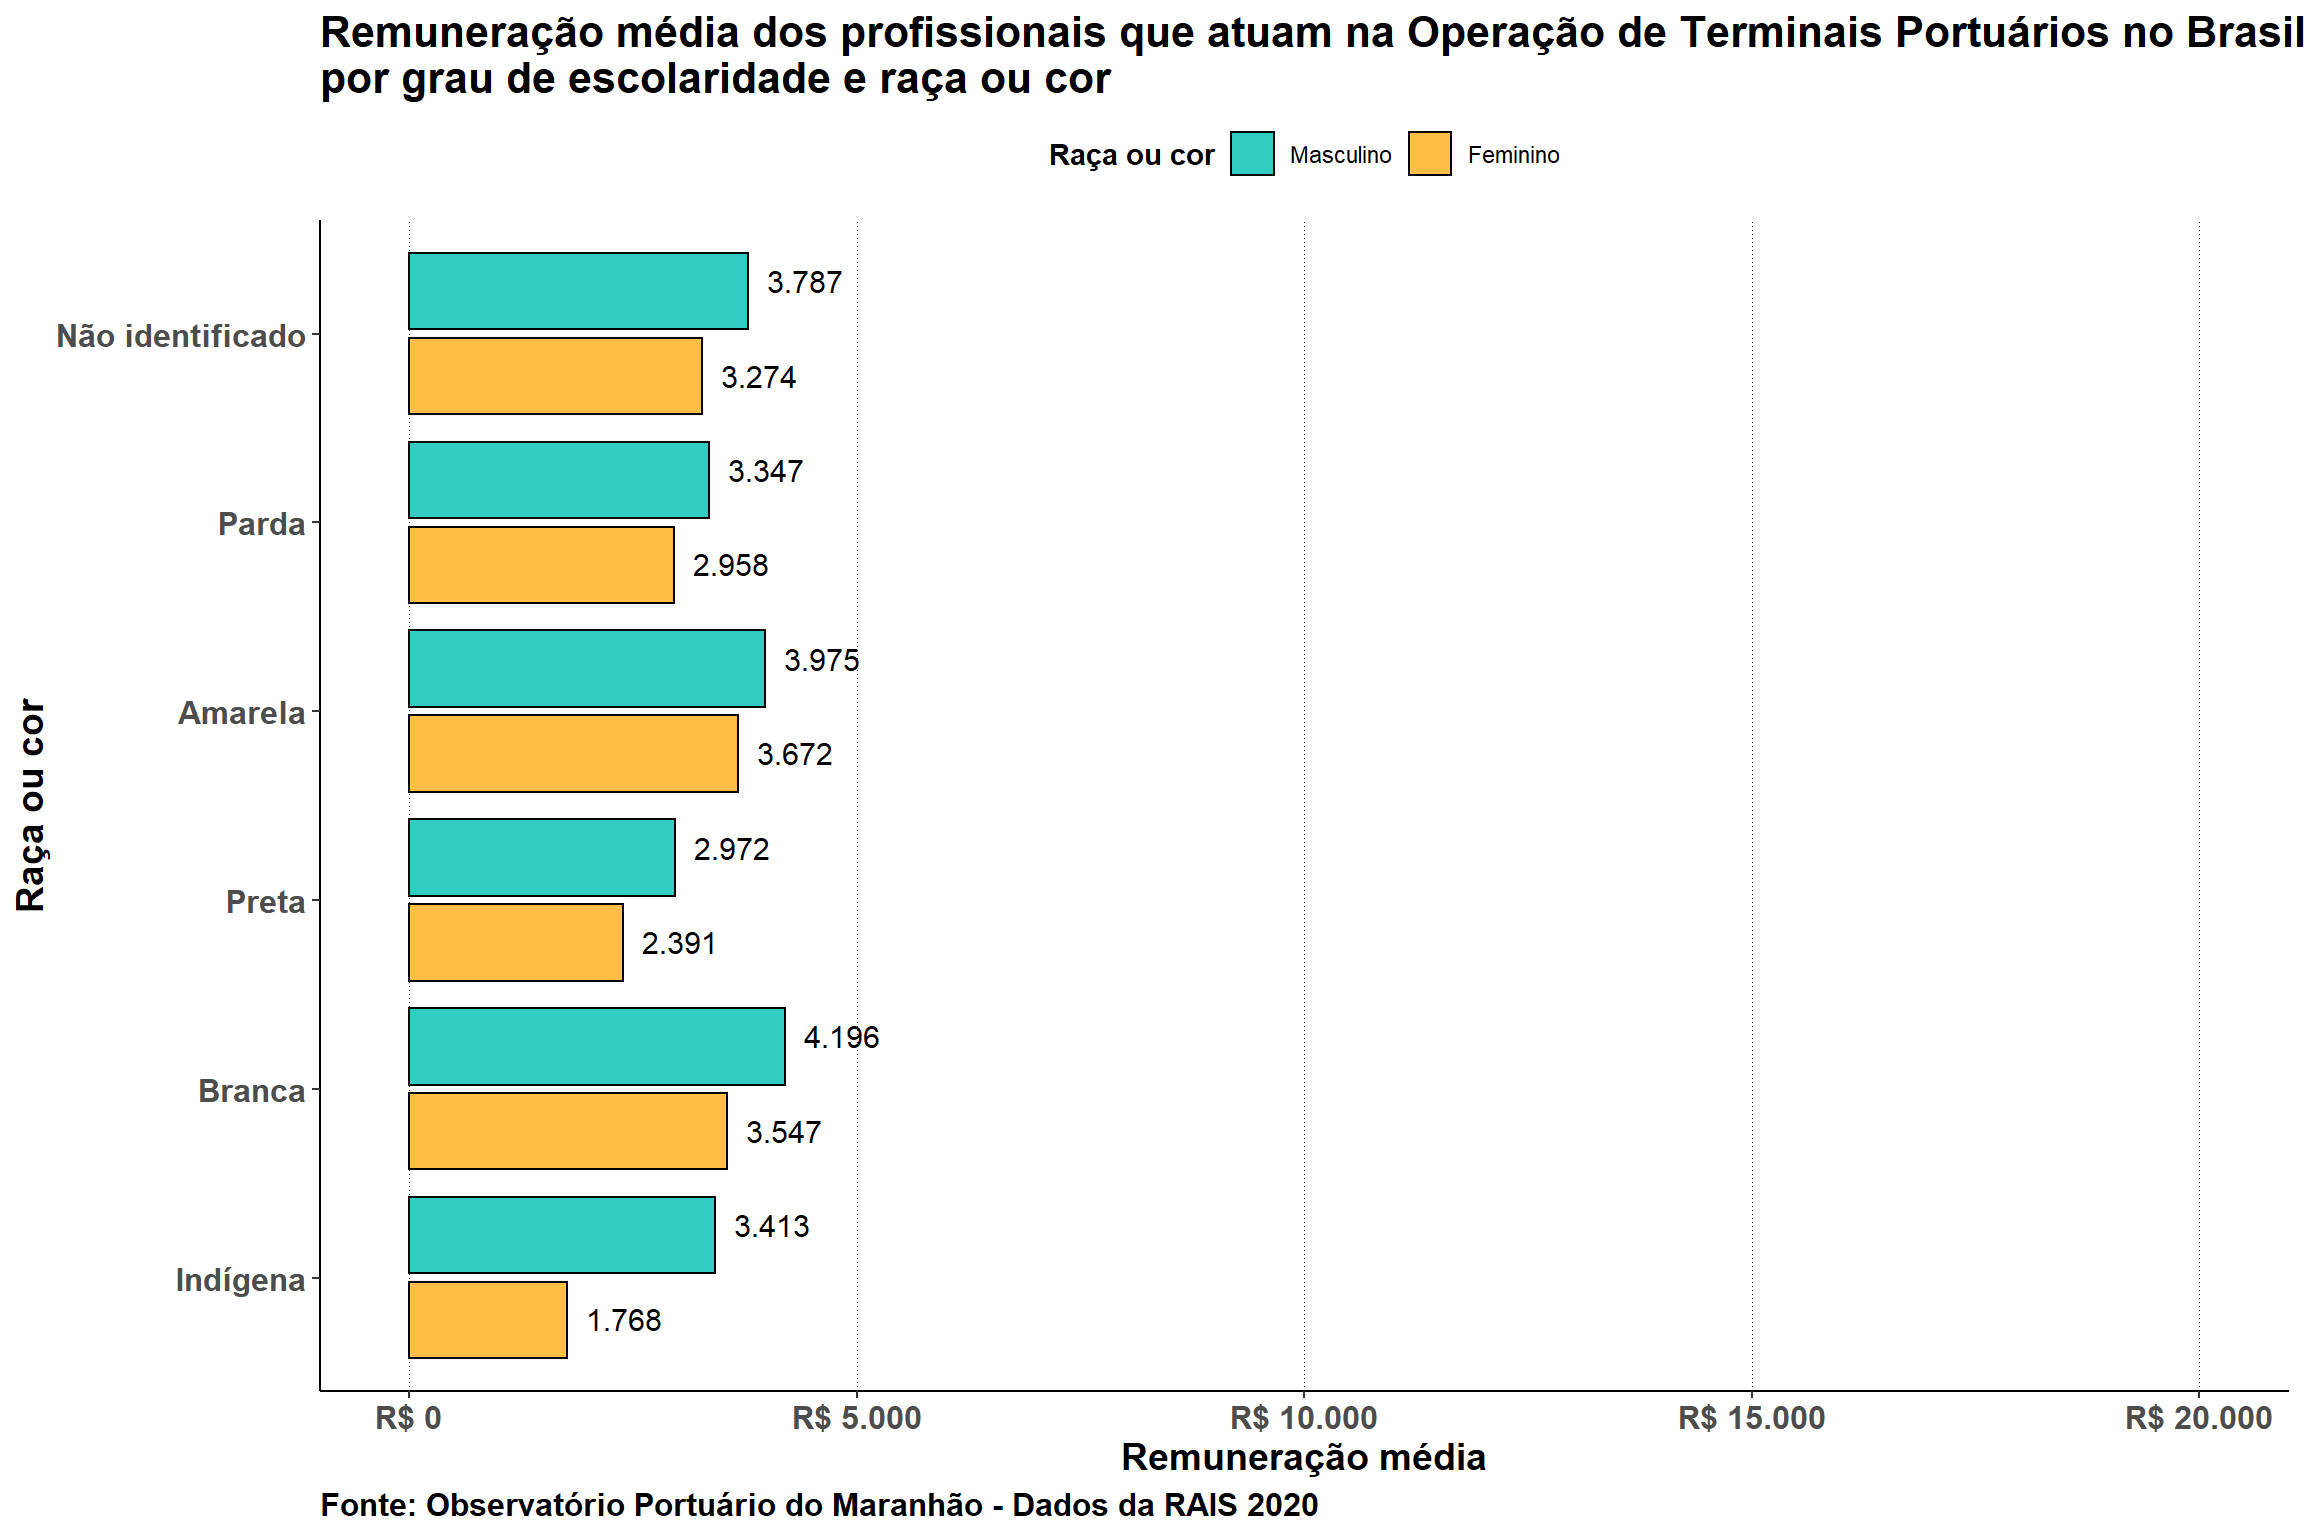 Remuneração média dos profissionais que atuam na Operação de Terminais Portuários no Brasil
por grau de escolaridade e raça ou cor
Raça ou cor Masculino Feminino
Não identificado
3.787
3.274
Parda
3.347
2.958
Amarela
3.975
3.672
Preta
2.972
2.391
Branca
4.196
3.547
Indígena
3.413
1.768
Raça ou cor
R$ 0 R$ 5.000 R$ 10.000 R$ 15.000 R$ 20.000
Remuneração média
Fonte: Observatório Portuário do Maranhão - Dados da RAIS 2020